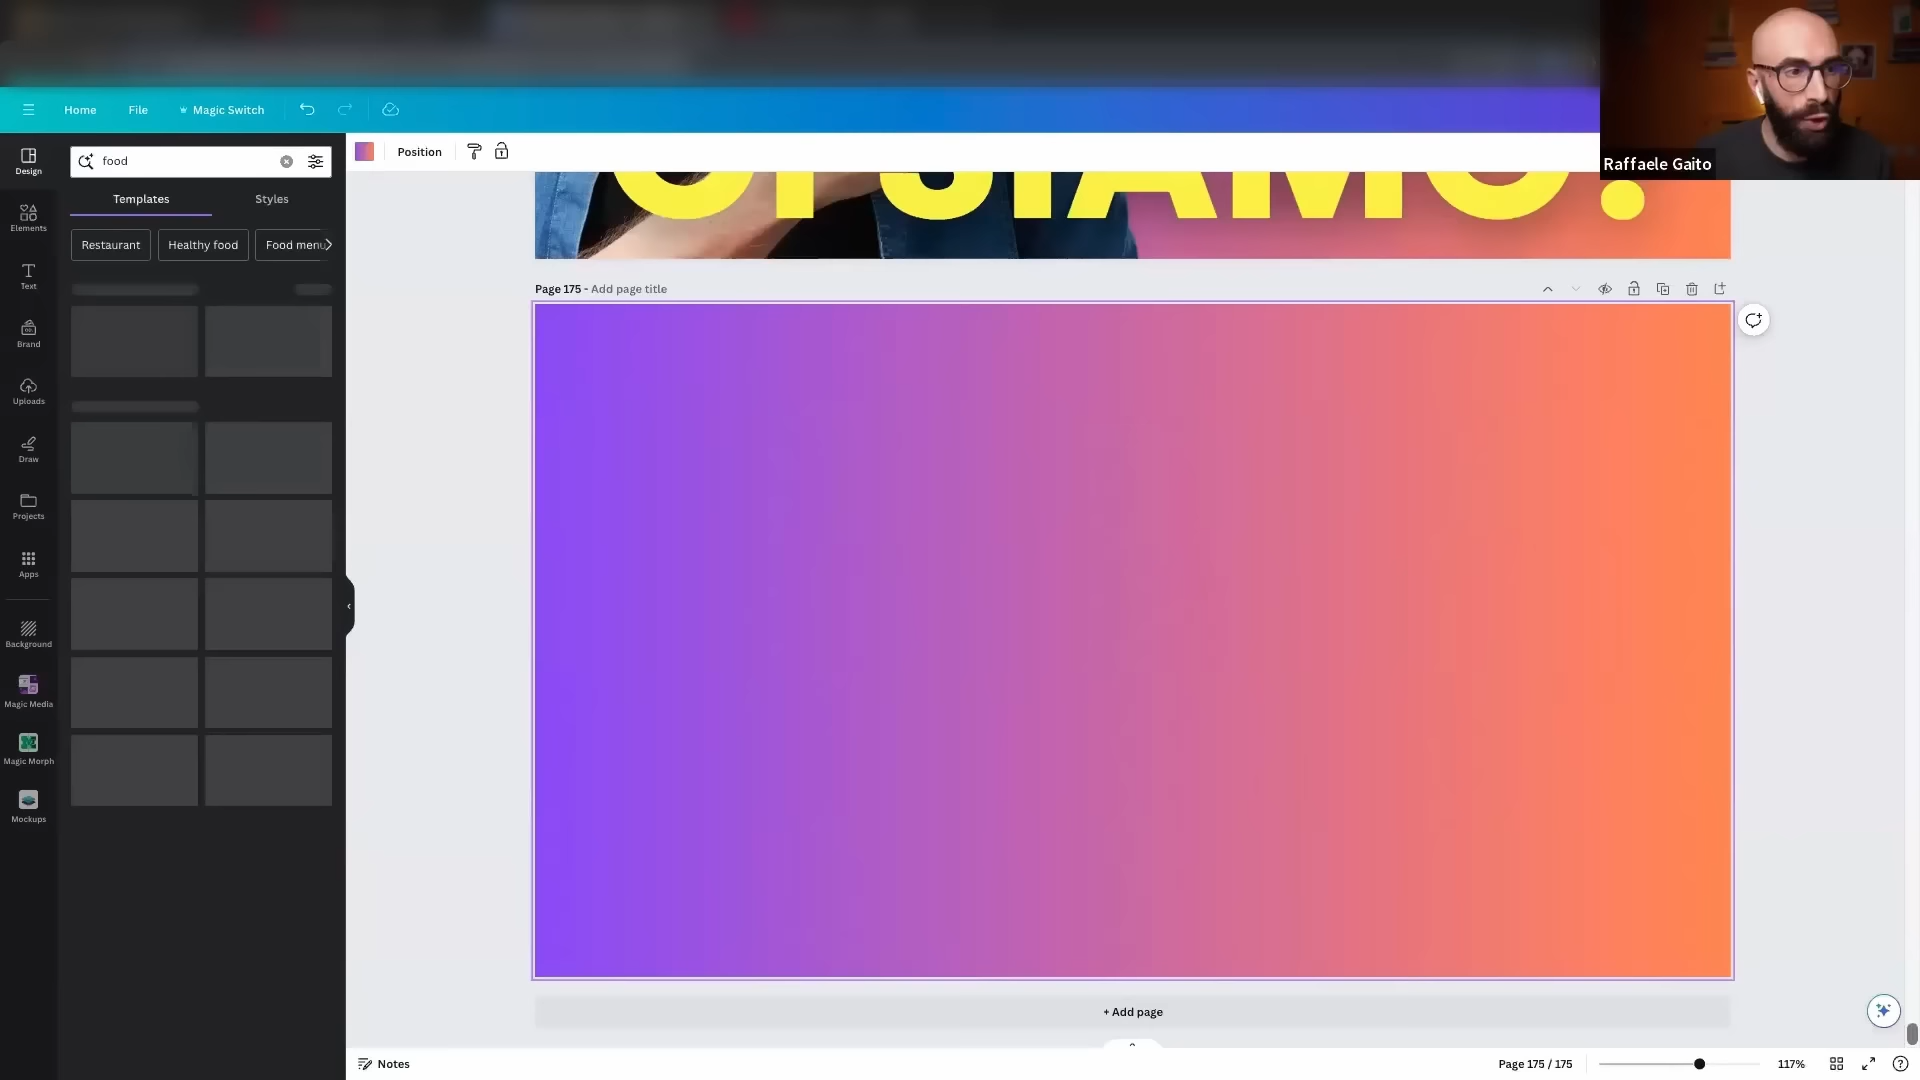 Home
File
Magic Switch
Raffaele Gaito
Design
food
Position
Templates
Styles
Elements
Restaurant
Healthy food
Food menu
Text
Page 175 - Add page title
Brand
Uploads
Draw
Projects
Apps
Background
Magic Media
Magic Morph
Mockups
+ Add page
Notes
Page 175 / 175
117%